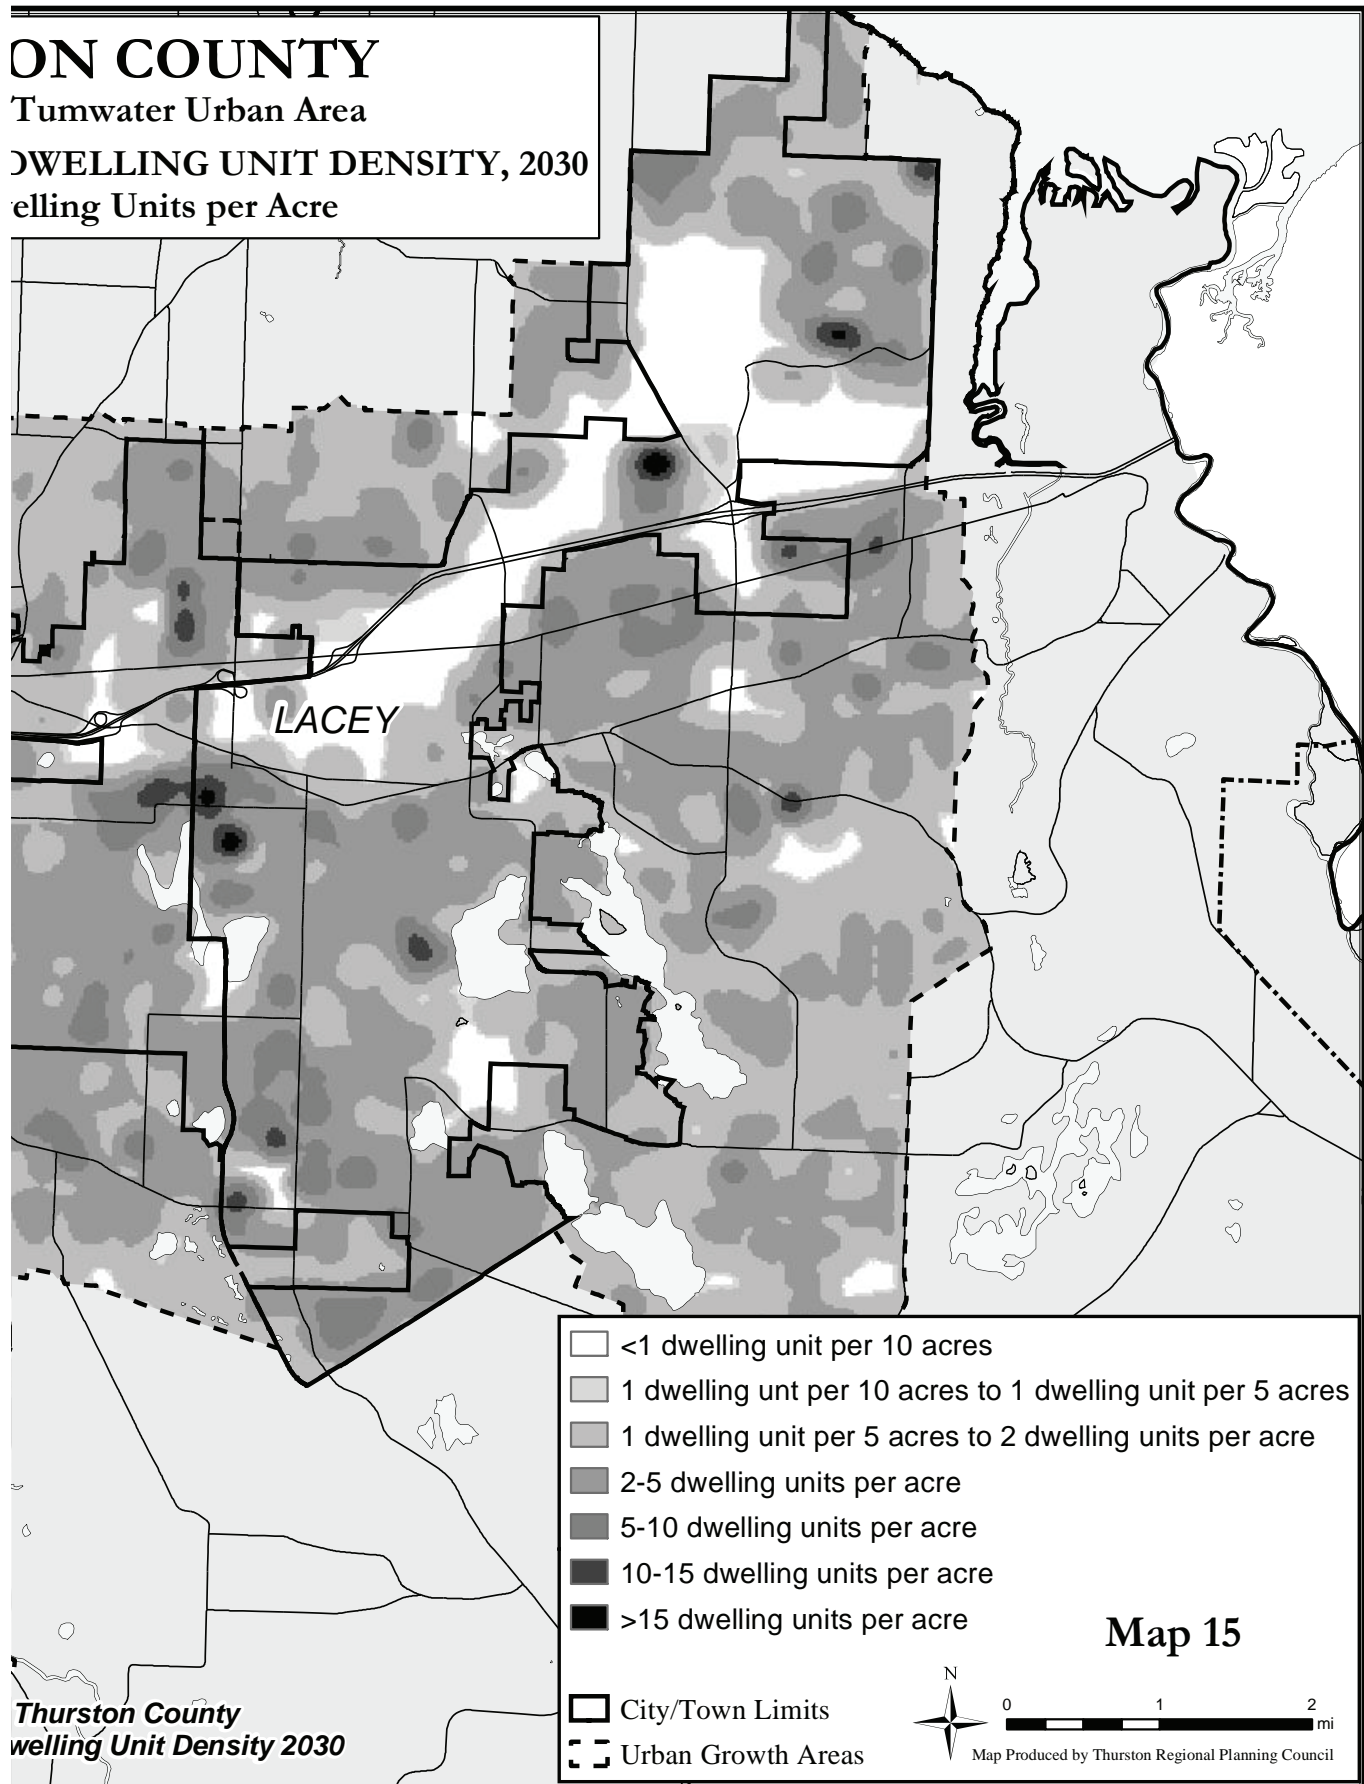 ON COUNTY
Tumwater Urban Area
DWELLING UNIT DENSITY, 2030
elling Units per Acre
LACEY
<1 dwelling unit per 10 acres
1 dwelling unt per 10 acres to 1 dwelling unit per 5 acres
1 dwelling unit per 5 acres to 2 dwelling units per acre
2-5 dwelling units per acre
5-10 dwelling units per acre
10-15 dwelling units per acre
>15 dwelling units per acre
Map 15
N
City/Town Limits
0 1 2
mi
Urban Growth Areas
Map Produced by Thurston Regional Planning Council
Thurston County
welling Unit Density 2030